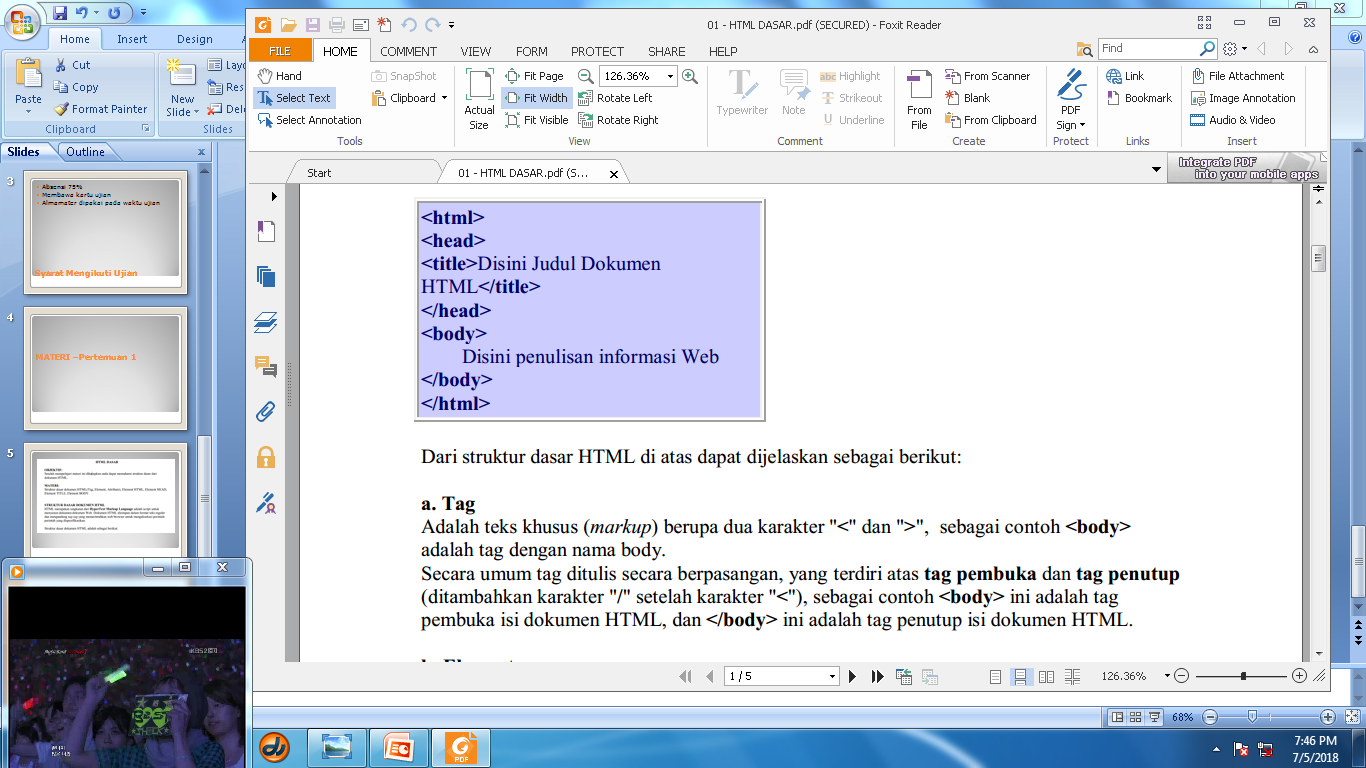 Home Insert Design
Cut
Copy
Paste
Format Painter
Clipboard
New
Slide
Slides
Slides Outline
3
Absensi 75%
Membawa kartu ujian
Almamater dipakai pada waktu ujian
Syarat Mengikuti Ujian
4
MATERI –Pertemuan 1
5
HTML DASAR
01 - HTML DASAR.pdf (SECURED) - Foxit Reader
FILE HOME COMMENT VIEW FORM PROTECT SHARE HELP
Find
Hand
Select Text
Select Annotation
SnapShot
Clipboard
Tools
Actual
Size
Fit Page
Fit Width
Fit Visible
126.36%
Rotate Left
Rotate Right
View
Typewriter
Note
Highlight
Strikeout
Underline
Comment
From
File
From Scanner
Blank
From Clipboard
Create
PDF
Sign
Protect
Link
Bookmark
Links
File Attachment
Image Annotation
Audio & Video
Insert
Start
01 - HTML DASAR.pdf (S...
Integrate PDF
into your mobile apps
<html>
<head>
<title>Disini Judul Dokumen
HTML</title>
</head>
<body>
Disini penulisan informasi Web
</body>
</html>
Dari struktur dasar HTML di atas dapat dijelaskan sebagai berikut:
a. Tag
Adalah teks khusus (markup) berupa dua karakter "<" dan ">", sebagai contoh <body>
adalah tag dengan nama body.
Secara umum tag ditulis secara berpasangan, yang terdiri atas tag pembuka dan tag penutup
(ditambahkan karakter "/" setelah karakter "<"), sebagai contoh <body> ini adalah tag
pembuka isi dokumen HTML, dan </body> ini adalah tag penutup isi dokumen HTML.
1 / 5
126.36%
68%
KBS2
PDF
7:46 PM
7/5/2018